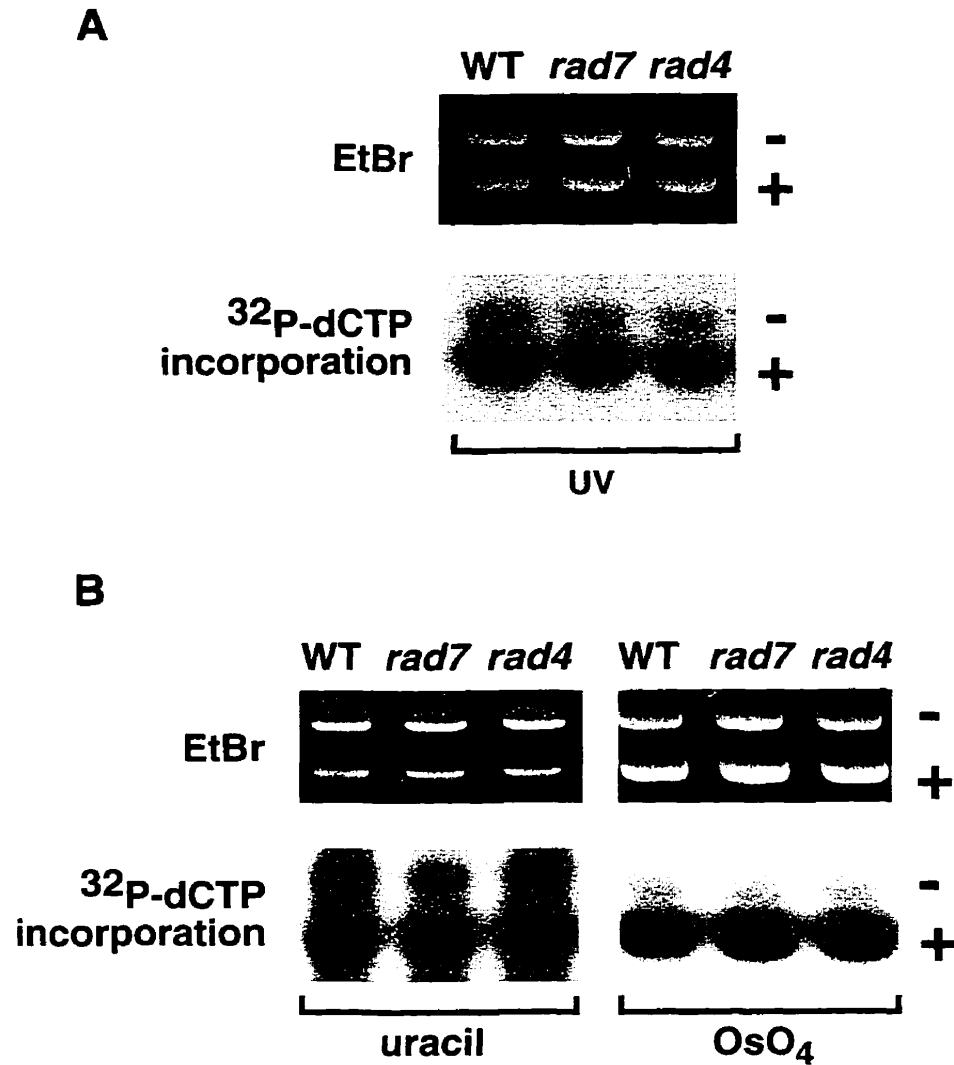 A
WT rad7 rad4
EtBr
-
+
32P-dCTP
incorporation
-
+
UV
B
WT rad7 rad4 WT rad7 rad4
EtBr
-
+
32P-dCTP
incorporation
-
+
uracil
OsO4